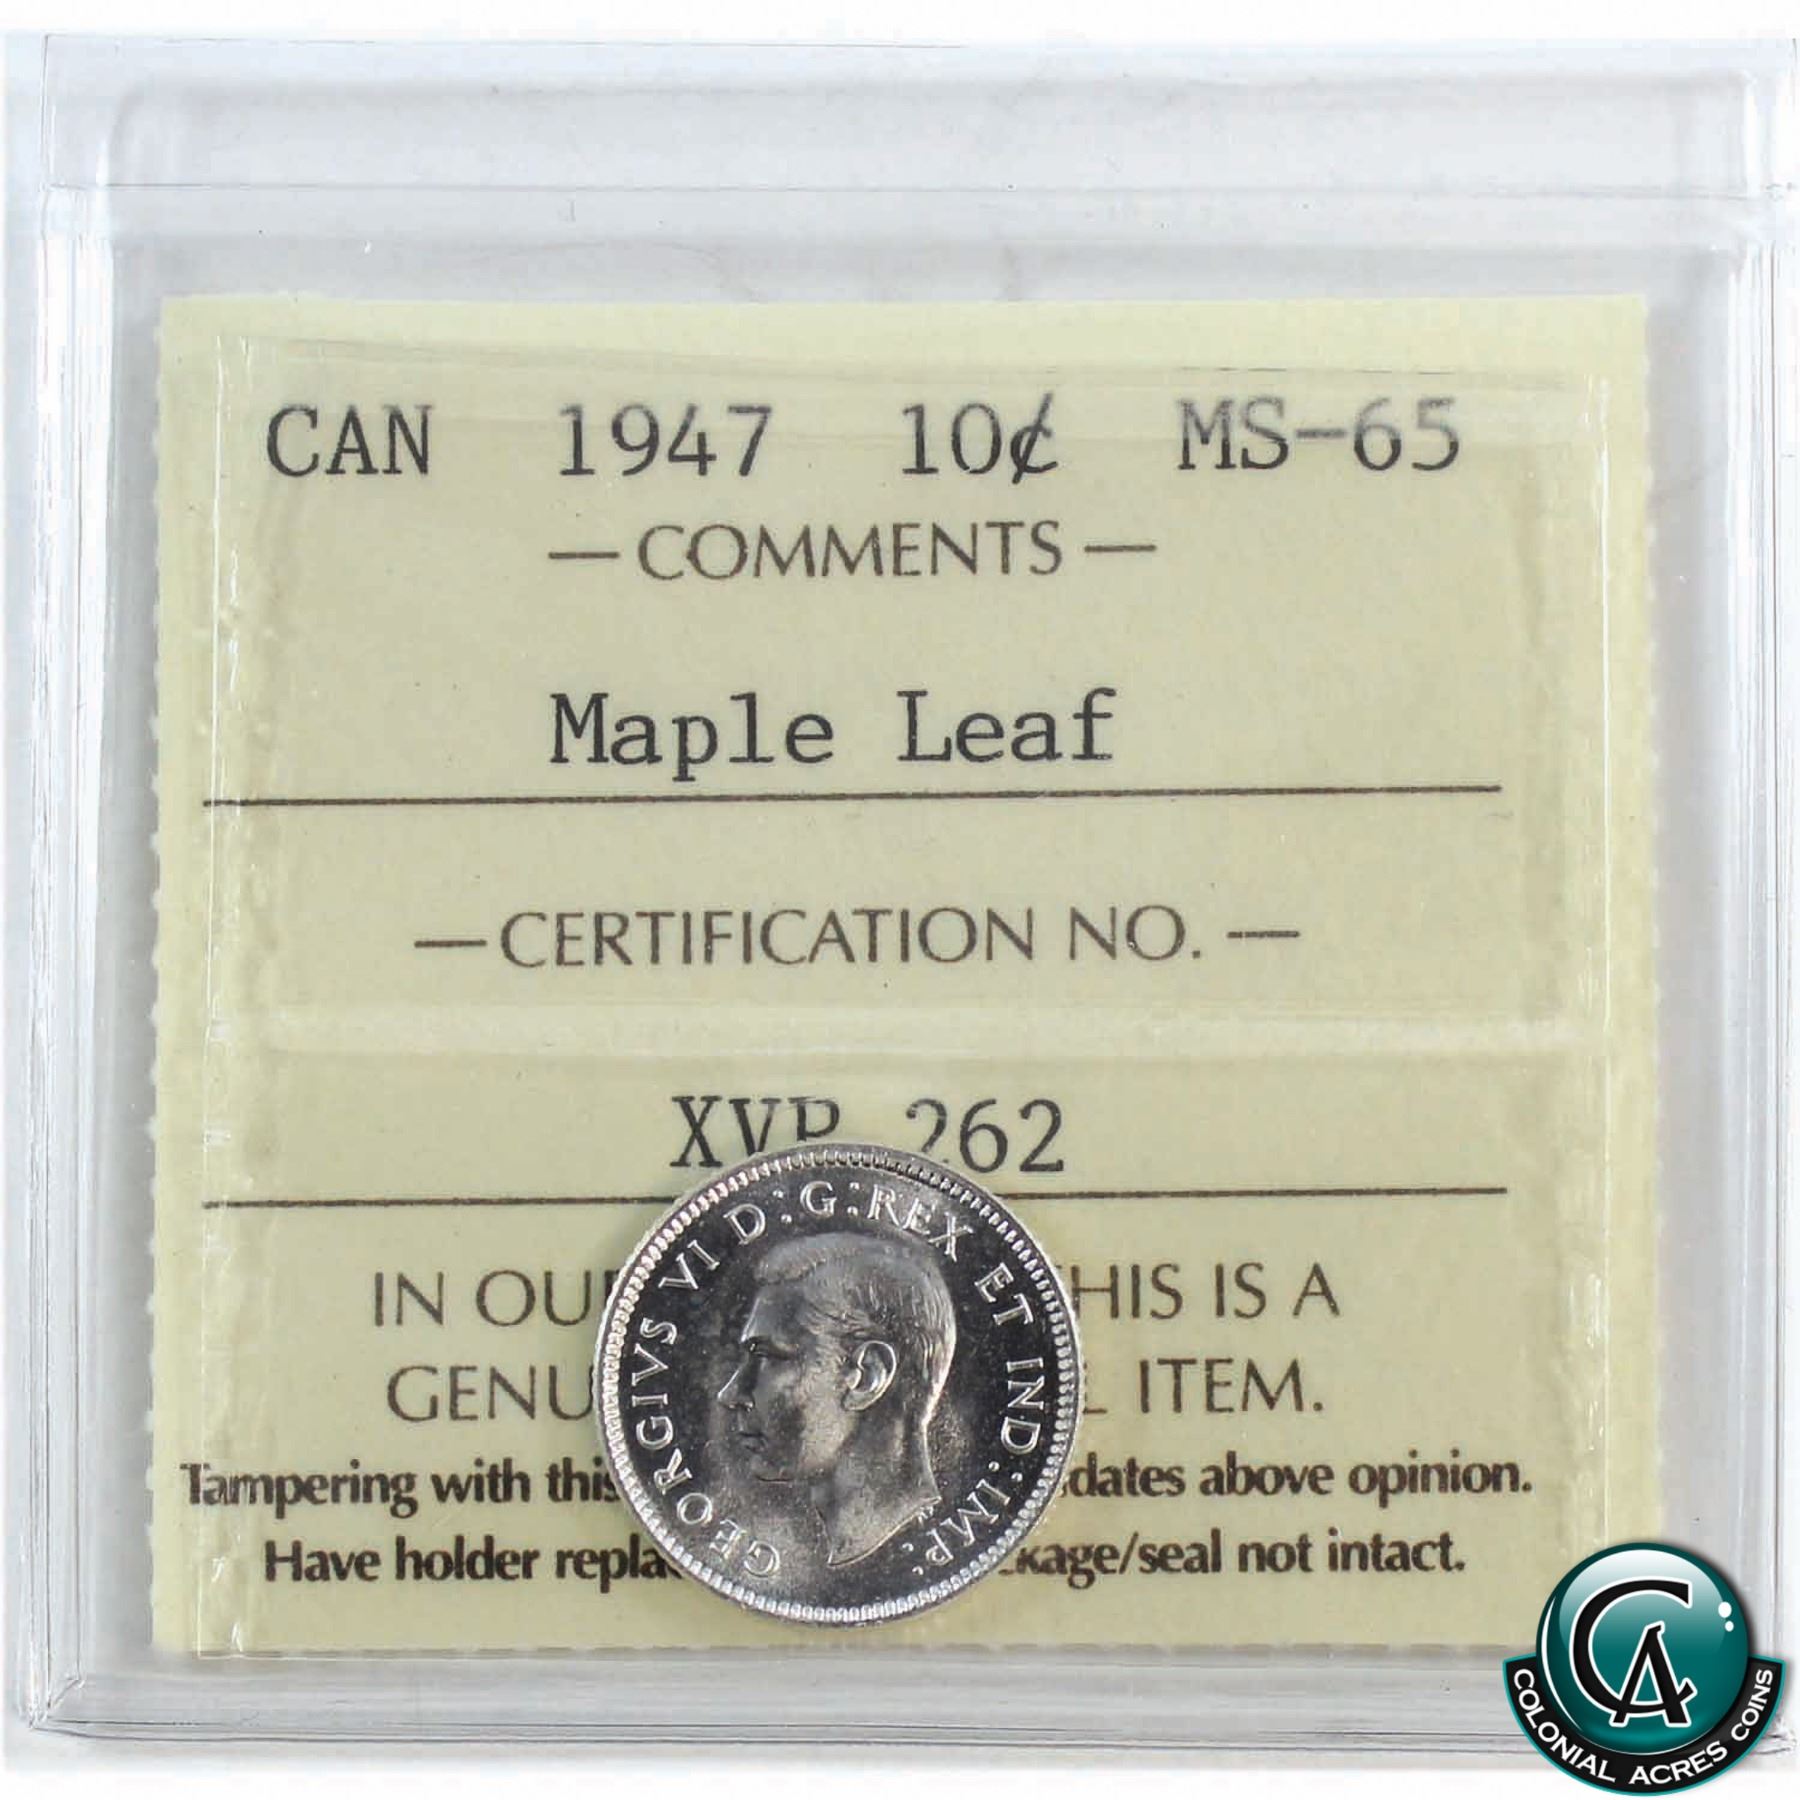 CAN 1947 10¢ MS-65
— COMMENTS —
Maple Leaf
— CERTIFICATION NO. —
XVP 262
IN OU HIS IS A
GENU L ITEM.
Tampering with this dates above opinion.
Have holder repla kage/seal not intact.
GEORGIVS VI D:G:REX ET IND:IMP:
CA
COLONIAL ACRES COINS